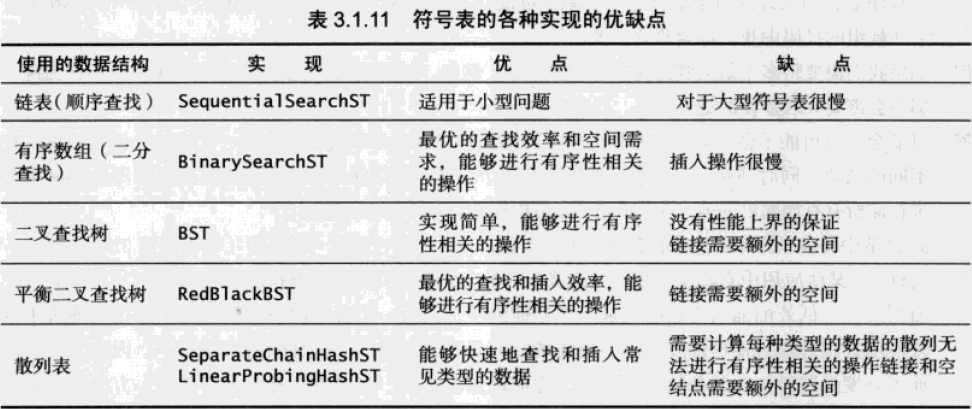 表 3.1.11 符号表的各种实现的优缺点
使用的数据结构 实 现 优 点 缺 点
链表(顺序查找) SequentialSearchST 适用于小型问题 对于大型符号表很慢
有序数组(二分
查找) BinarySearchST
最优的查找效率和空间需
求,能够进行有序性相关
的操作
插入操作很慢
二叉查找树 BST
实现简单,能够进行有序
性相关的操作
没有性能上界的保证
链接需要额外的空间
平衡二叉查找树 RedBlackBST
最优的查找和插入效率,能
够进行有序性相关的操作
链接需要额外的空间
散列表
SeparateChainHashST
LinearProbingHashST
能够快速地查找和插入常
见类型的数据
需要计算每种类型的数据的散列无
法进行有序性相关的操作链接和空
结点需要额外的空间